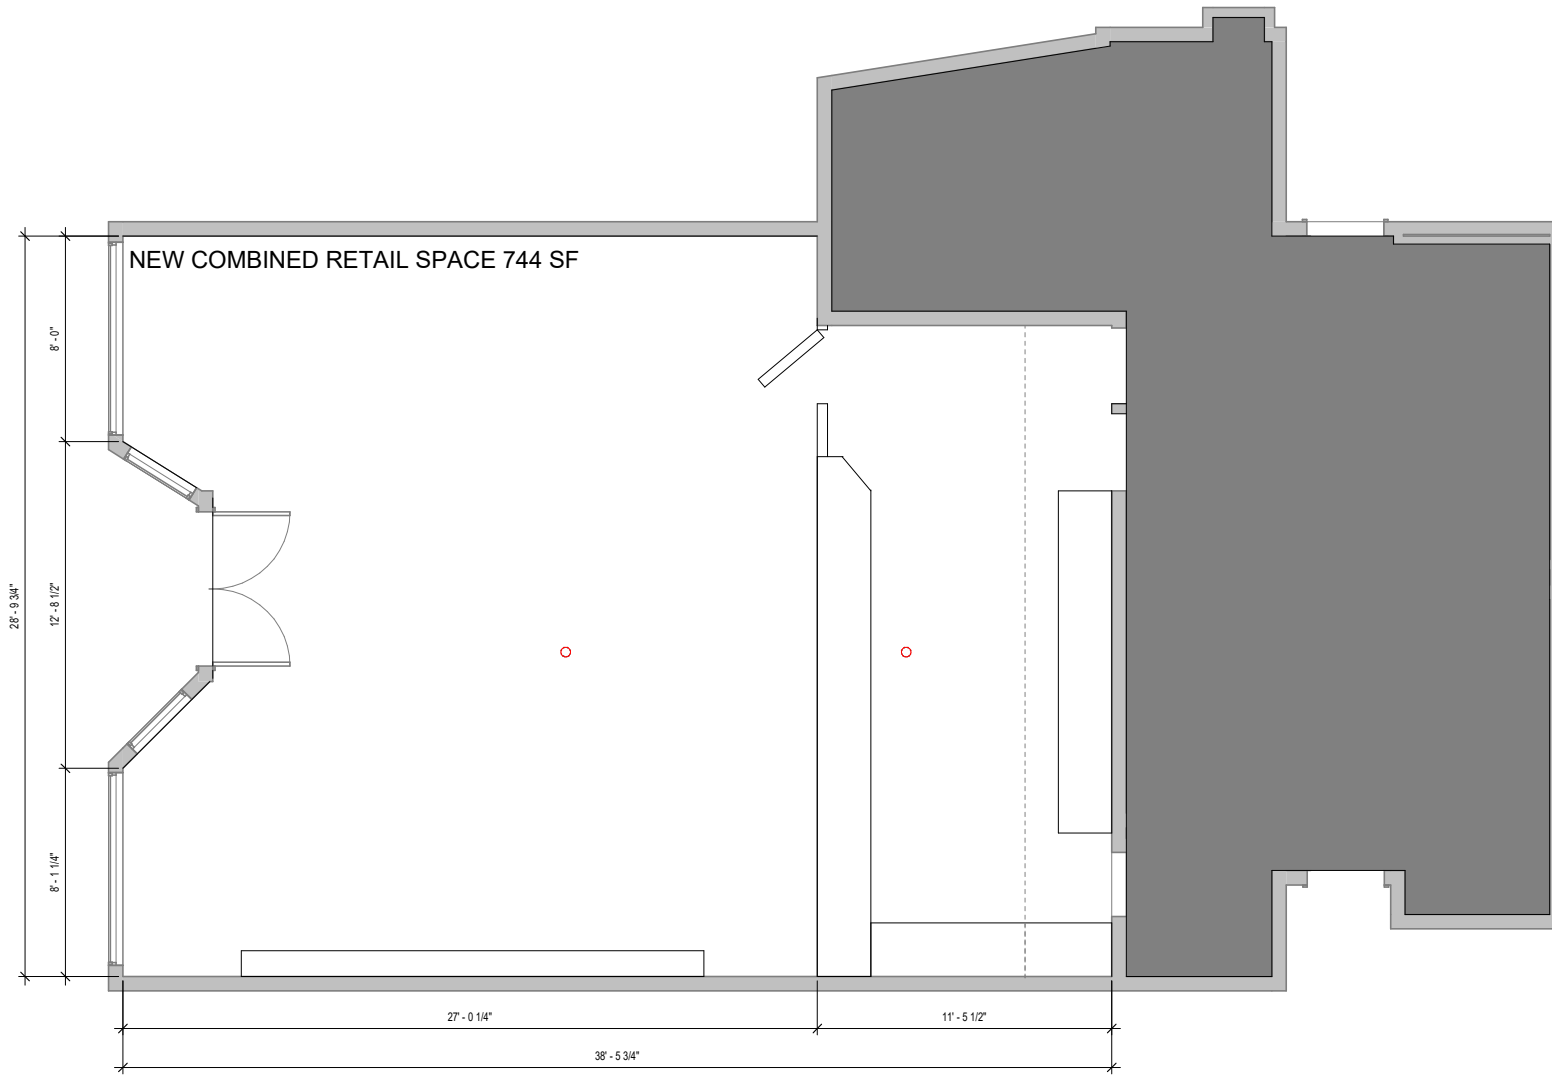 NEW COMBINED RETAIL SPACE 744 SF
8' - 0"
28' - 9 3/4"
12' - 8 1/2"
8' - 1 1/4"
27' - 0 1/4"
11' - 5 1/2"
38' - 5 3/4"